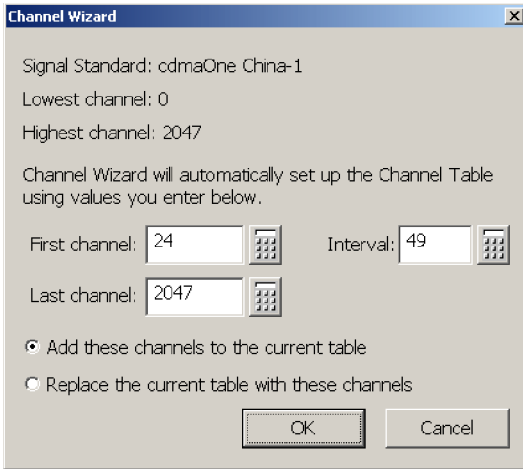 Channel Wizard
Signal Standard: cdmaOne China-1
Lowest channel: 0
Highest channel: 2047
Channel Wizard will automatically set up the Channel Table
using values you enter below.
First channel: 24 Interval: 49
Last channel: 2047
Add these channels to the current table
Replace the current table with these channels
OK Cancel